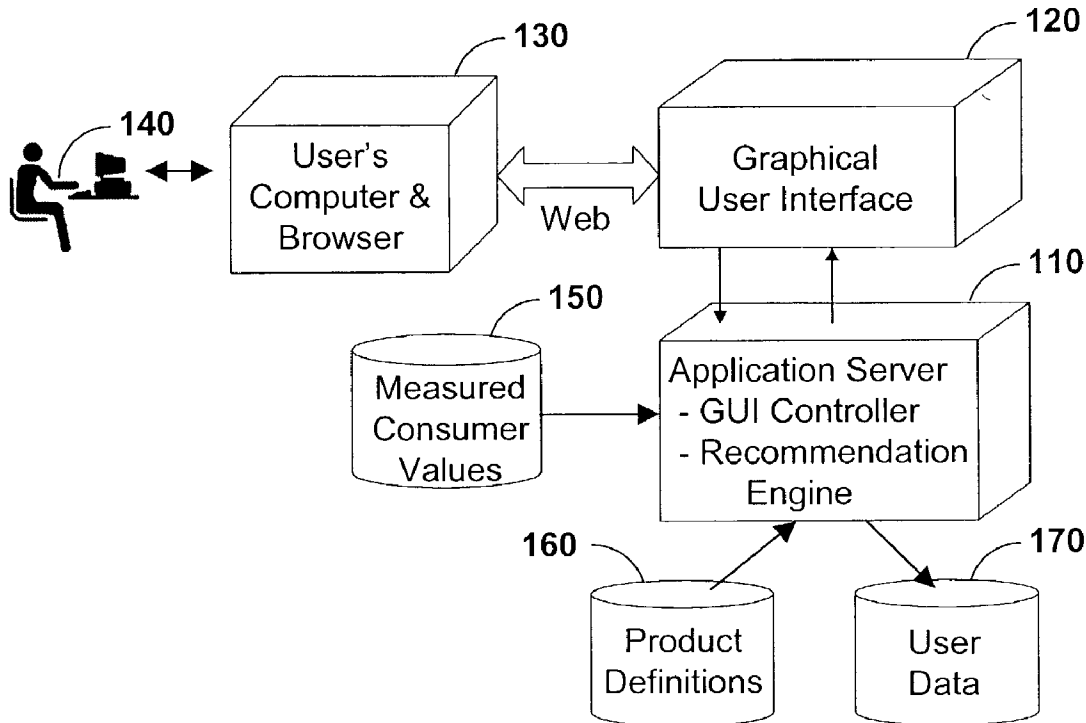 130
120
140
User's
Computer &
Browser
Web
Graphical
User Interface
150
110
Measured
Consumer
Values
Application Server
- GUI Controller
- Recommendation
Engine
160
170
Product
Definitions
User
Data